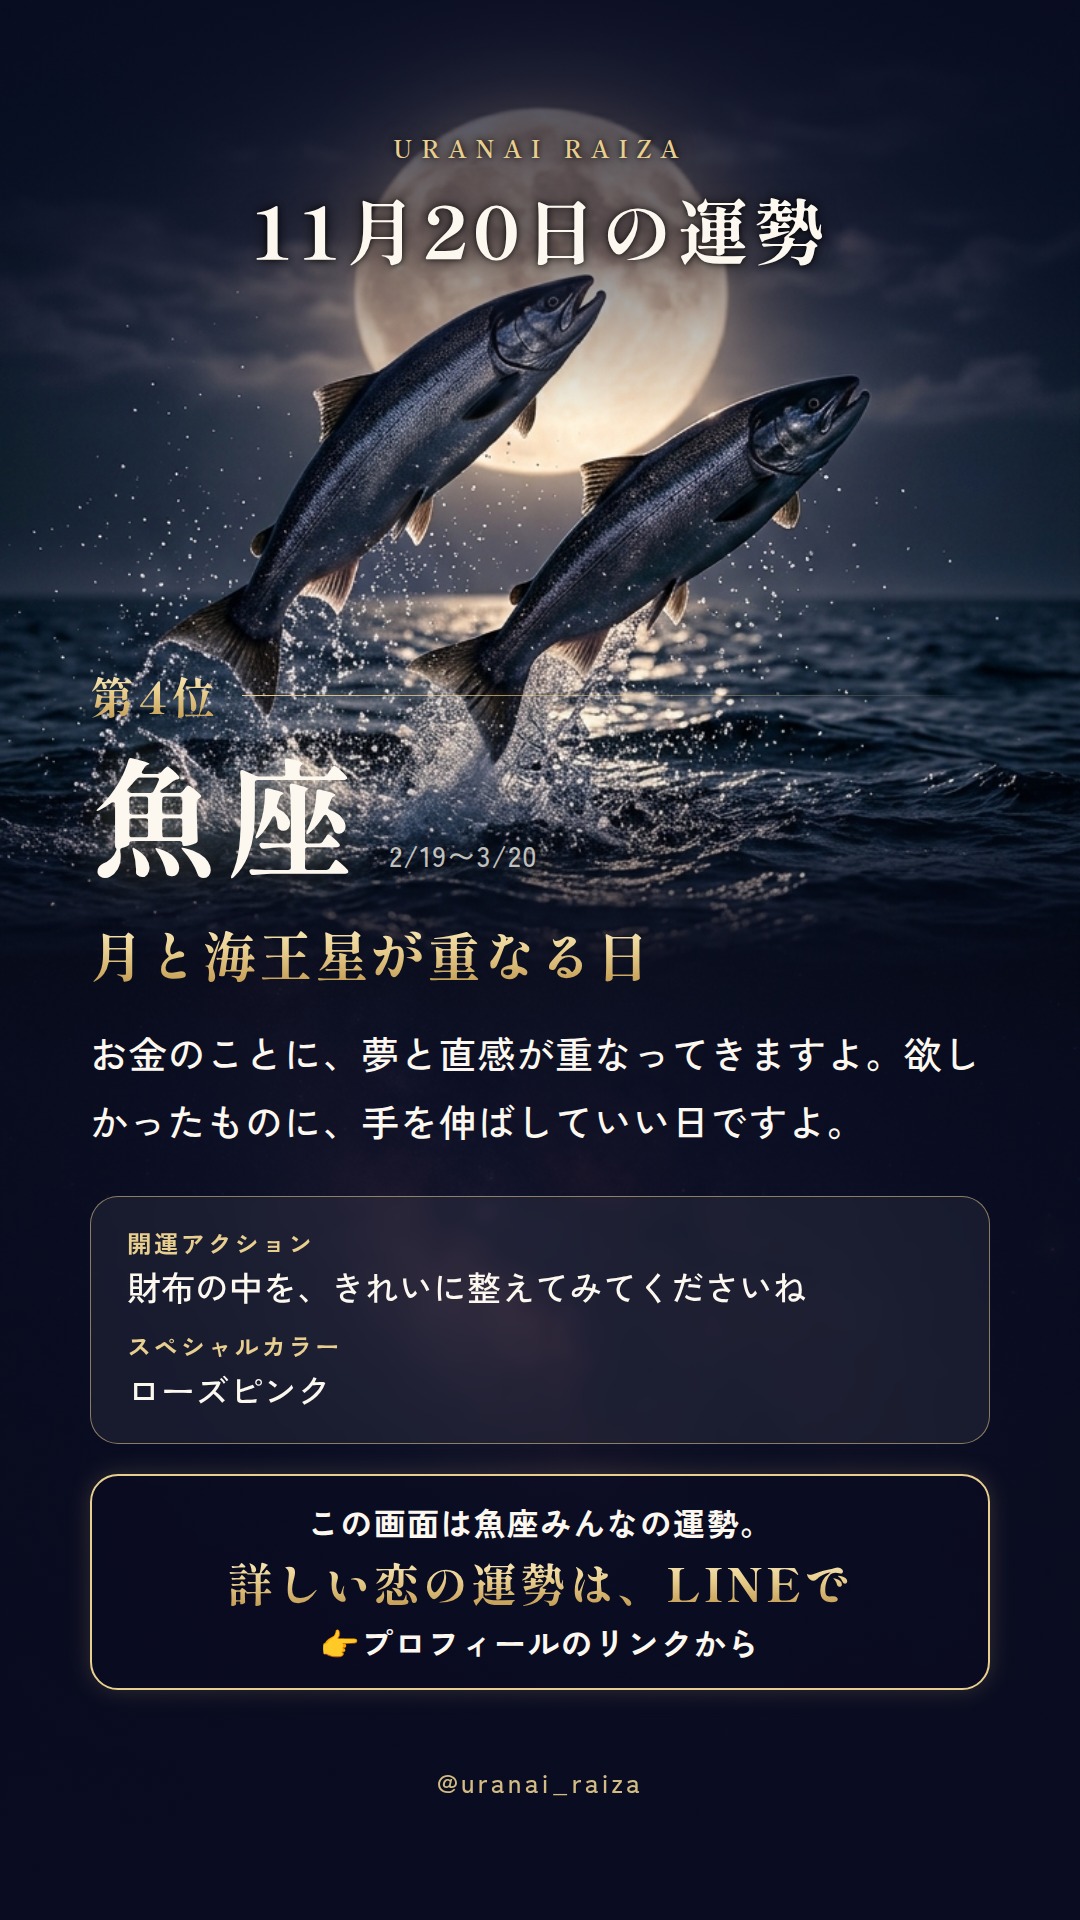 URANAI RAIZA
11月20日の運勢
第4位
魚座 2/19〜3/20
月と海王星が重なる日
お金のことに、夢と直感が重なってきますよ。欲し
かったものに、手を伸ばしていい日ですよ。
開運アクション
財布の中を、きれいに整えてみてくださいね
スペシャルカラー
ローズピンク
この画面は魚座みんなの運勢。
詳しい恋の運勢は、LINEで
👉プロフィールのリンクから
@uranai_raiza